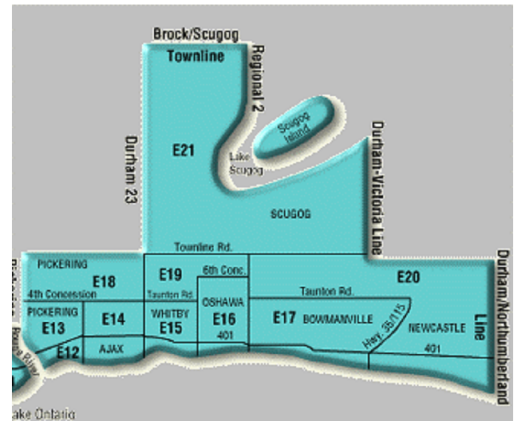 Brock/Scugog
Townline
Regional 2
Scugog
Island
Durham 23
E21
Lake
Scugog
Durham-Victoria Line
SCUGOG
Townline Rd.
PICKERING
E18
E19
6th Conc.
E20
Durham/Northumberland
Line
4th Concession
Taunton Rd.
Taunton Rd.
OSHAWA
PICKERING
E13
E14
WHITBY
E15
E16
E17
BOWMANVILLE
Hwy. 35/115
NEWCASTLE
401
401
E12
AJAX
River
ake Ontario